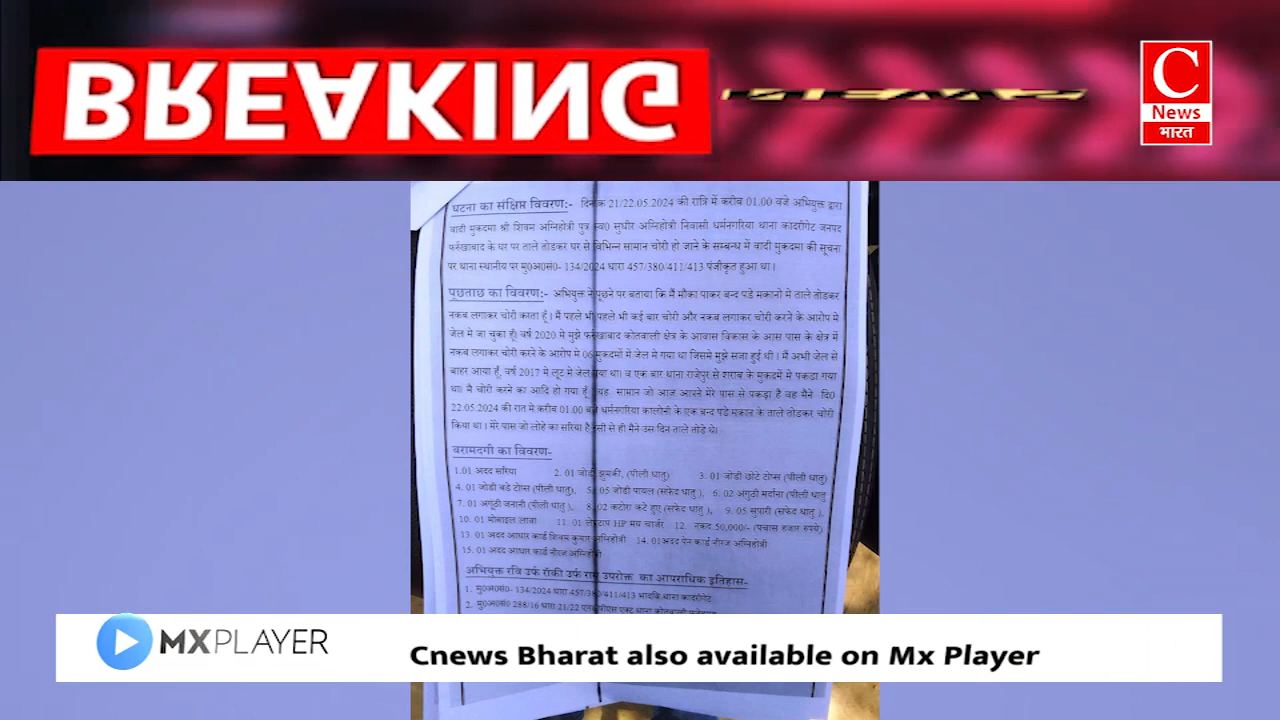 BREAKING
C
News
भारत
घटना का संक्षिप्त विवरण:- दिनांक 21/22.05.2024 की रात्रि में करीब 01.00 बजे अभियुक्त द्वारा
वादी मुकदमा श्री शिवम अग्निहोत्री पुत्र स्व0 सुधीर अग्निहोत्री निवासी धर्मनगरिया थाना कादरीगेट जनपद
फर्रुखाबाद के घर पर ताले तोडकर घर से विभिन्न सामान चोरी हो जाने के सम्बन्ध में वादी मुकदमा की सूचना
पर थाना स्थानीय पर मु0अ0सं0- 134/2024 धारा 457/380/411/413 पंजीकृत हुआ था।
पूछताछ का विवरण:- अभियुक्त ने पूछने पर बताया कि मैं मौका पाकर बन्द पडे मकानो मे ताले तोडकर
नकब लगाकर चोरी करता हूँ। मै पहले भी पहले भी कई बार चोरी और नकब लगाकर चोरी करने के आरोप मे
जेल मे जा चुका हूँ। वर्ष 2020 मे मुझे फर्रुखाबाद कोतवाली क्षेत्र के आवास विकास के आस पास के क्षेत्र में
नकब लगाकर चोरी करने के आरोप मे 06 मुकदमों में जेल मे गया था जिसमे मुझे सजा हुई थी। मैं अभी जेल से
बाहर आया हूँ, वर्ष 2017 मे लूट मे जेल गया था। व एक बार थाना राजेपुर से शराब के मुकदमें में पकडा गया
था। मै चोरी करने का आदि हो गया हूँ। यह सामान जो आज आपने मेरे पास से पकड़ा है वह मैने दि0
22.05.2024 की रात मे करीब 01.00 बजे धर्मनगरिया कालोनी के एक बन्द पडे मकान के ताले तोडकर चोरी
किया था। मेरे पास जो लोहे का सरिया है इसी से ही मैने उस दिन ताले तोडे थे।
बरामदगी का विवरण-
1.01 अदद सरिया 2. 01 जोडी झुमकी, (पीली धातु) 3. 01 जोडी छोटे टोप्स (पीली धातु)
4. 01 जोडी बडे टोप्स (पीली धातु), 5. 05 जोडी पायल (सफेद धातु ), 6. 02 अंगूठी मर्दाना (पीली धातु
7. 01 अगूंठी जनानी (पीली धातु ), 8. 02 कटोरा कटे हुए (सफेद धातु ), 9. 05 सुपारी (सफेद धातु ),
10. 01 मोबाइल लावा 11. 01 लैपटाप HP मय चार्जर 12. नकद 50,000/- (पचास हजार रुपये)
13. 01 अदद आधार कार्ड शिवम कुमार अग्निहोत्री 14. 01अदद पेन कार्ड नीरज अग्निहोत्री
15. 01 अदद आधार कार्ड नीरज अग्निहोत्री
अभियुक्त रवि उर्फ रॉकी उर्फ उपरोक्त का आपराधिक इतिहास-
1. मु0अ0सं0- 134/2024 धारा 457/380/411/413 भादवि थाना कादरीगेट
2. मु0अ0सं0 288/16 धारा 21/22 एक्ट थाना कोतवाली
MXPLAYER
Cnews Bharat also available on Mx Player